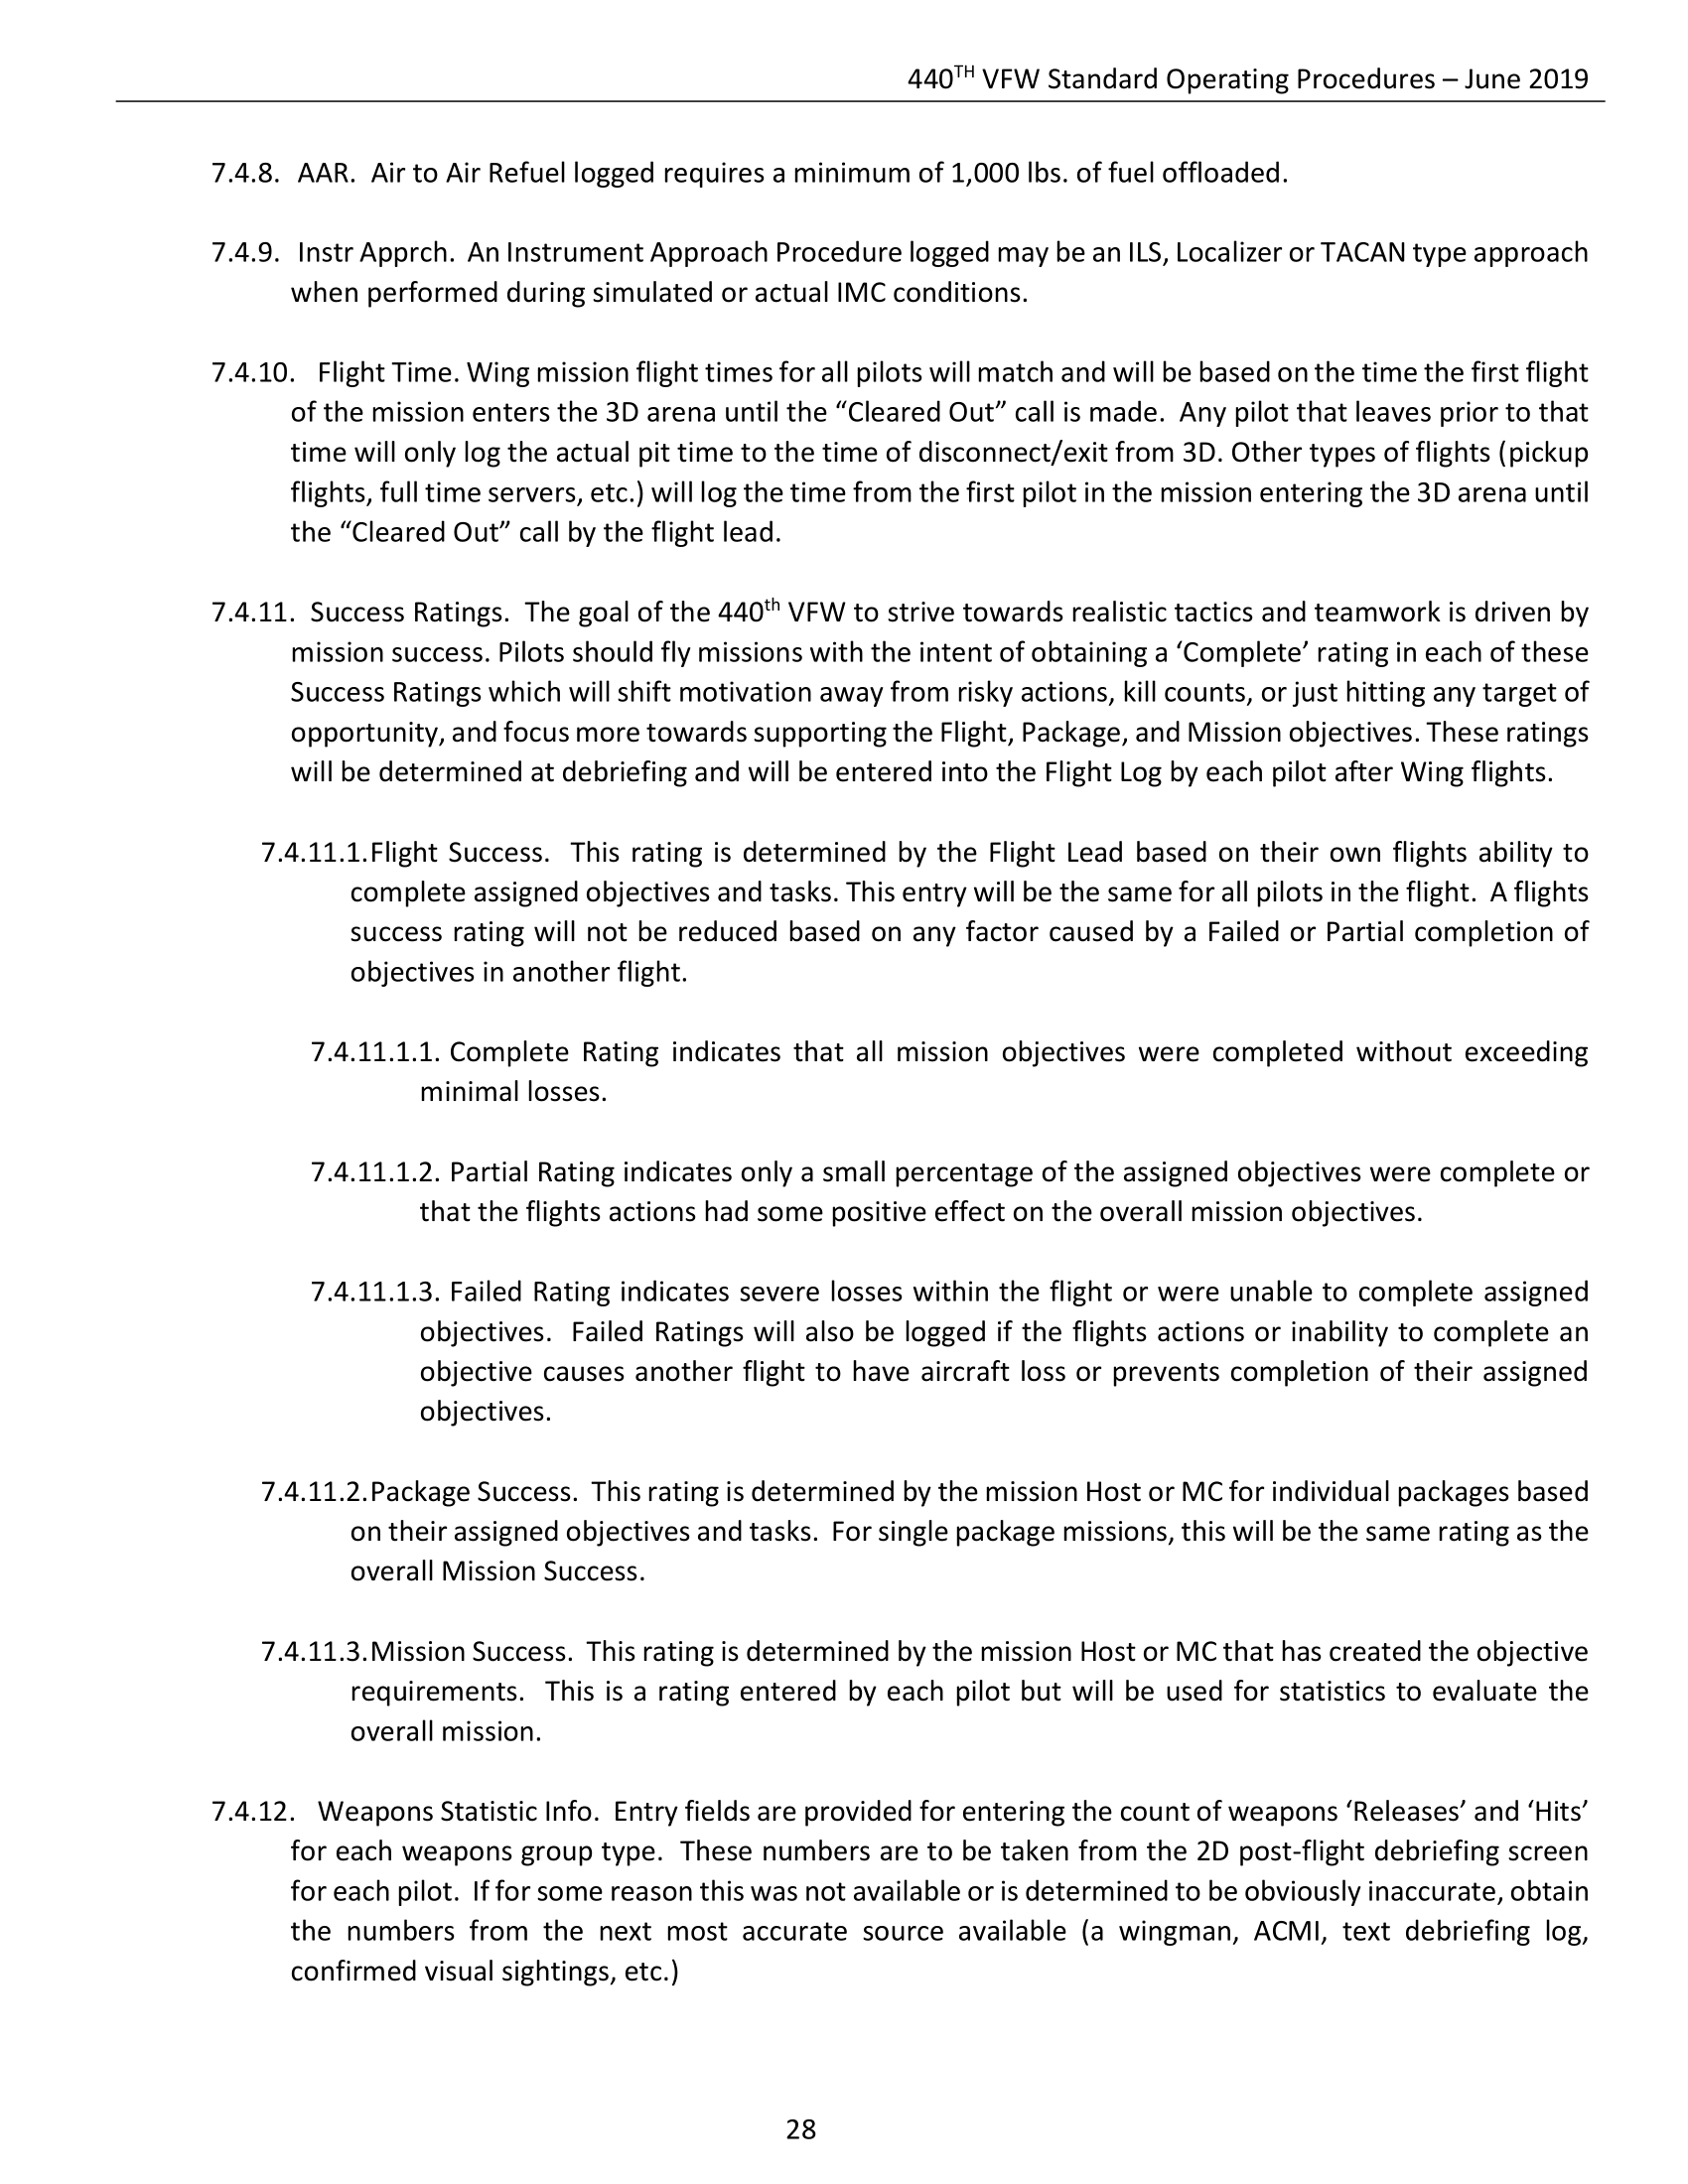 440TH VFW Standard Operating Procedures – June 2019
7.4.8. AAR. Air to Air Refuel logged requires a minimum of 1,000 lbs. of fuel offloaded.
7.4.9. Instr Apprch. An Instrument Approach Procedure logged may be an ILS, Localizer or TACAN type approach
when performed during simulated or actual IMC conditions.
7.4.10. Flight Time. Wing mission flight times for all pilots will match and will be based on the time the first flight
of the mission enters the 3D arena until the “Cleared Out” call is made. Any pilot that leaves prior to that
time will only log the actual pit time to the time of disconnect/exit from 3D. Other types of flights (pickup
flights, full time servers, etc.) will log the time from the first pilot in the mission entering the 3D arena until
the “Cleared Out” call by the flight lead.
7.4.11. Success Ratings. The goal of the 440th VFW to strive towards realistic tactics and teamwork is driven by
mission success. Pilots should fly missions with the intent of obtaining a ‘Complete’ rating in each of these
Success Ratings which will shift motivation away from risky actions, kill counts, or just hitting any target of
opportunity, and focus more towards supporting the Flight, Package, and Mission objectives. These ratings
will be determined at debriefing and will be entered into the Flight Log by each pilot after Wing flights.
7.4.11.1. Flight Success. This rating is determined by the Flight Lead based on their own flights ability to
complete assigned objectives and tasks. This entry will be the same for all pilots in the flight. A flights
success rating will not be reduced based on any factor caused by a Failed or Partial completion of
objectives in another flight.
7.4.11.1.1. Complete Rating indicates that all mission objectives were completed without exceeding
minimal losses.
7.4.11.1.2. Partial Rating indicates only a small percentage of the assigned objectives were complete or
that the flights actions had some positive effect on the overall mission objectives.
7.4.11.1.3. Failed Rating indicates severe losses within the flight or were unable to complete assigned
objectives. Failed Ratings will also be logged if the flights actions or inability to complete an
objective causes another flight to have aircraft loss or prevents completion of their assigned
objectives.
7.4.11.2. Package Success. This rating is determined by the mission Host or MC for individual packages based
on their assigned objectives and tasks. For single package missions, this will be the same rating as the
overall Mission Success.
7.4.11.3. Mission Success. This rating is determined by the mission Host or MC that has created the objective
requirements. This is a rating entered by each pilot but will be used for statistics to evaluate the
overall mission.
7.4.12. Weapons Statistic Info. Entry fields are provided for entering the count of weapons ‘Releases’ and ‘Hits’
for each weapons group type. These numbers are to be taken from the 2D post-flight debriefing screen
for each pilot. If for some reason this was not available or is determined to be obviously inaccurate, obtain
the numbers from the next most accurate source available (a wingman, ACMI, text debriefing log,
confirmed visual sightings, etc.)
28